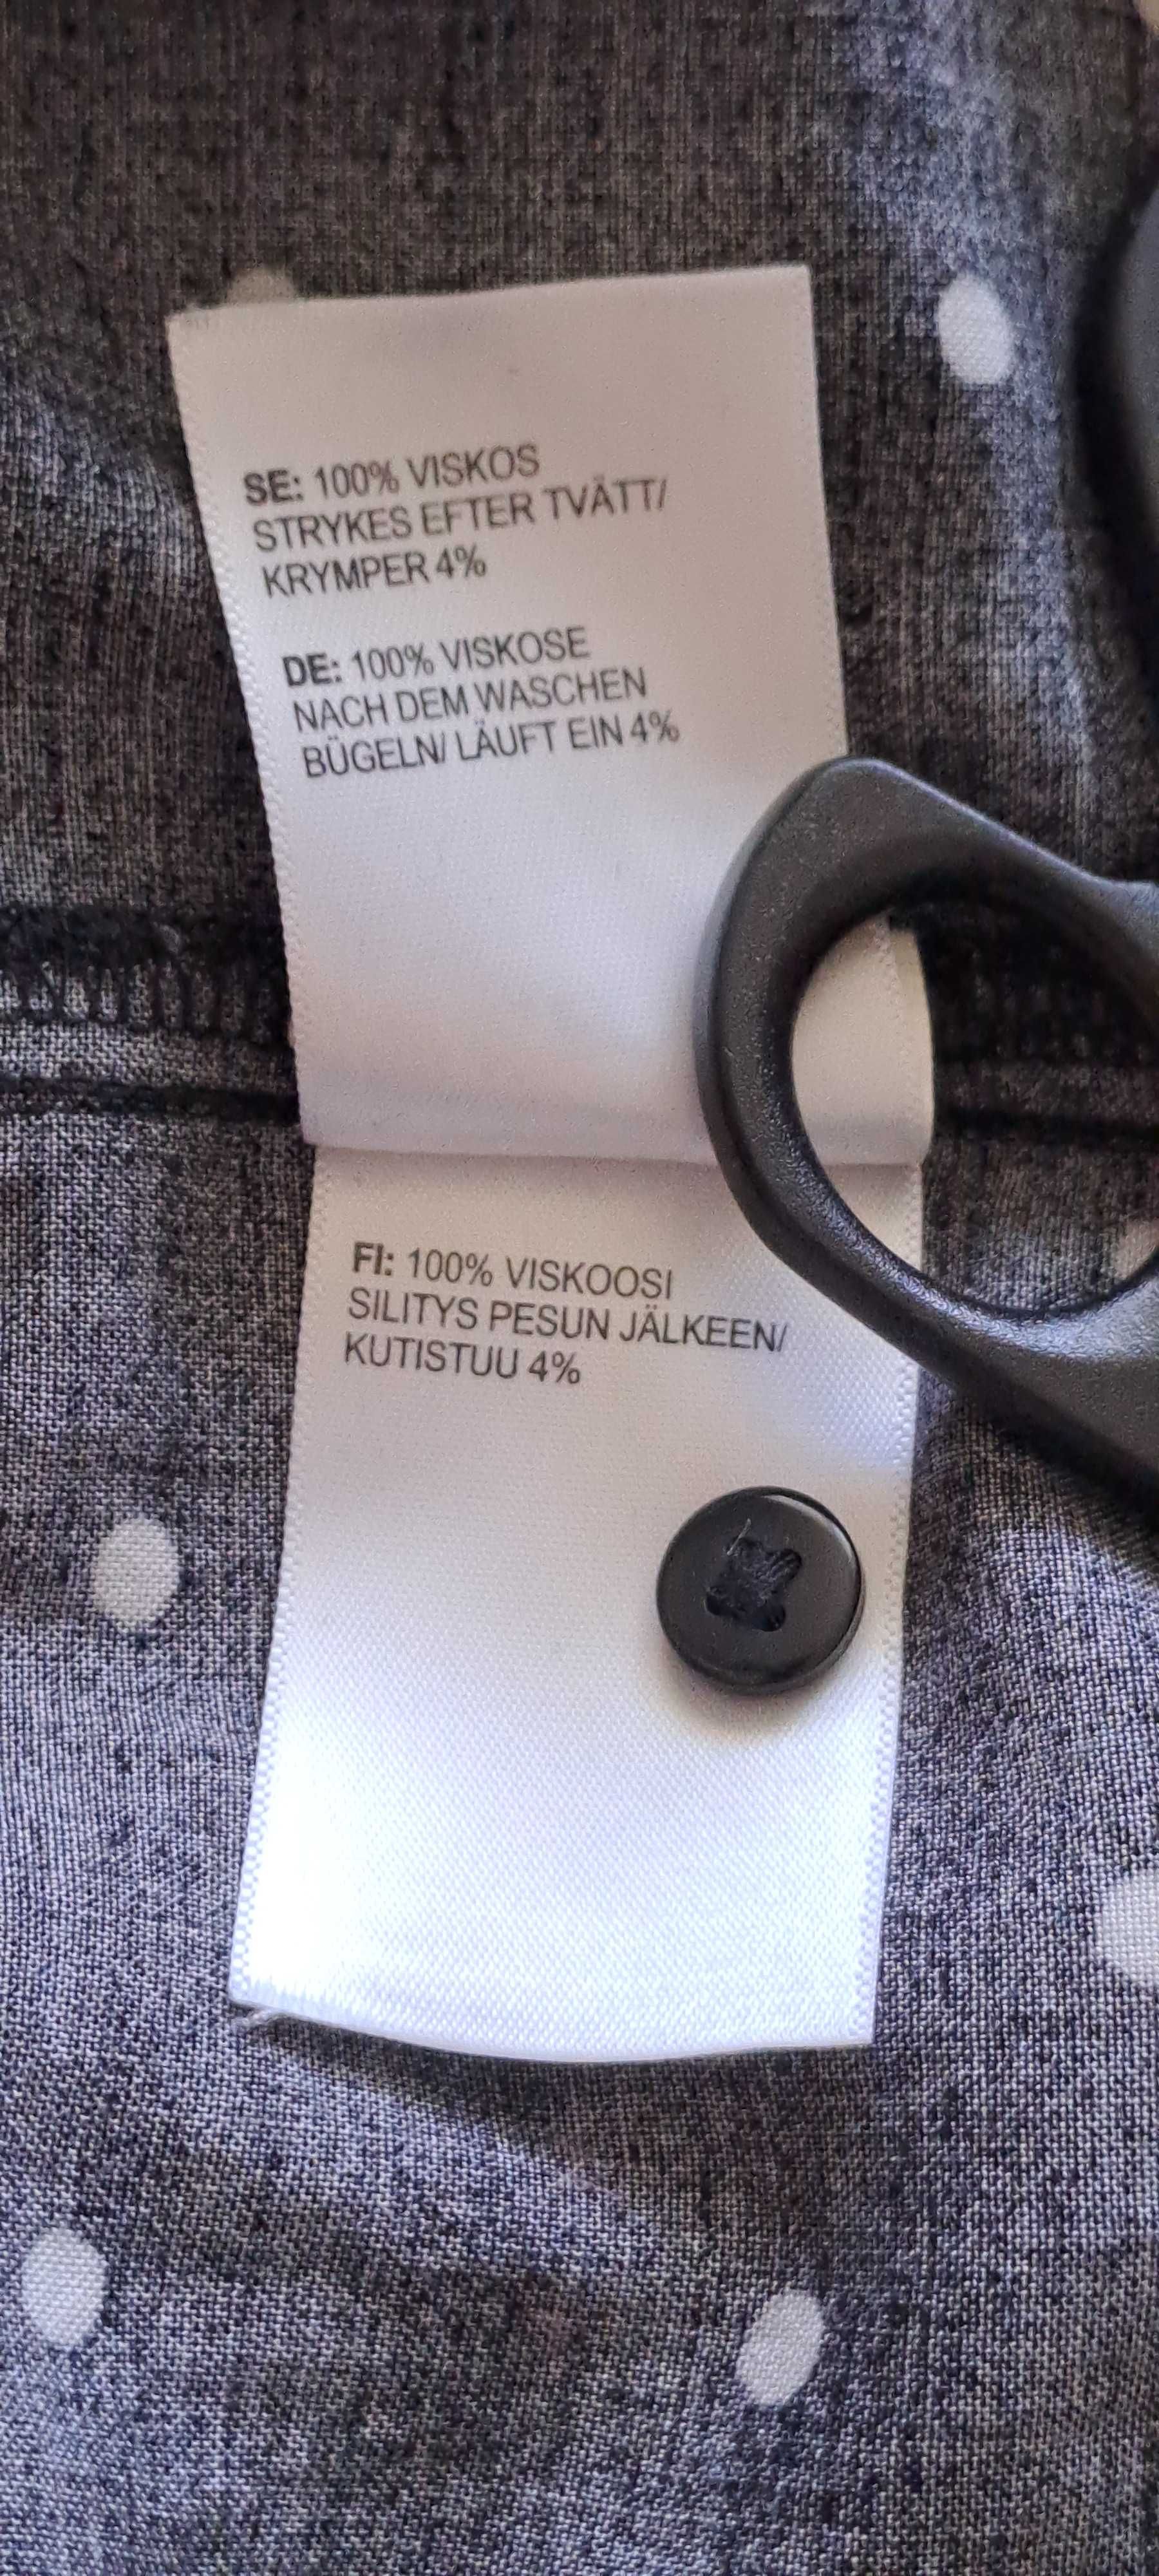 SE: 100% VISKOS
STRYKES EFTER TVÄTT/
KRYMPER 4%
DE: 100% VISKOSE
NACH DEM WASCHEN
BÜGELN/ LÄUFT EIN 4%
FI: 100% VISKOOSI
SILITYS PESUN JÄLKEEN/
KUTISTUU 4%